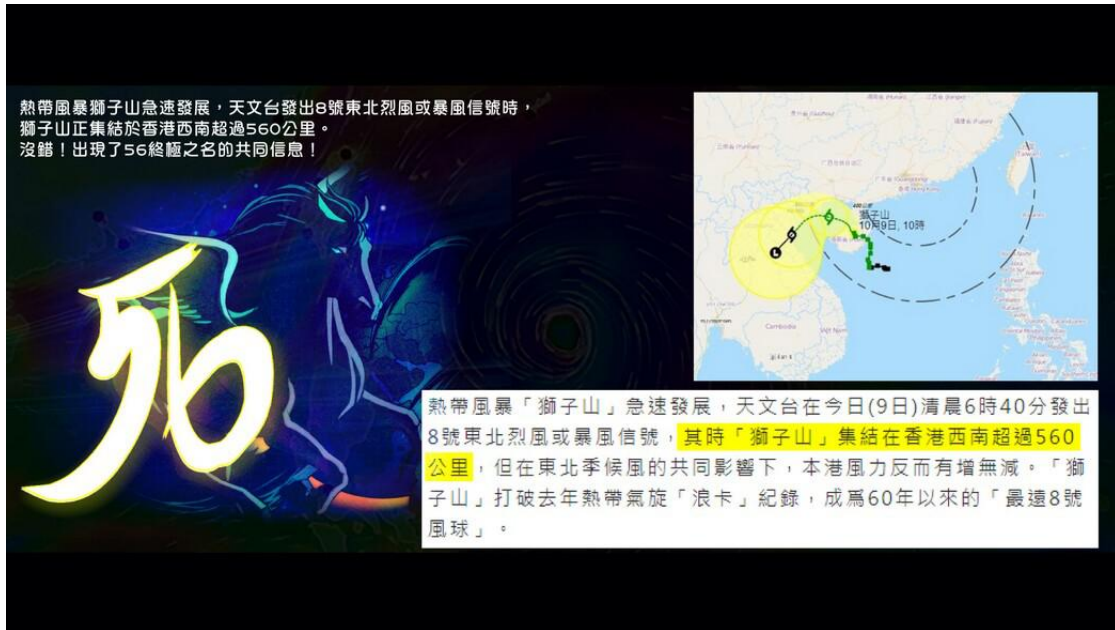 熱帶風暴獅子山急速發展，天文台發出8號東北烈風或暴風信號時，
獅子山正集結於香港西南超過560公里。
沒錯！出現了56終極之名的共同信息！
56
獅子山
10月9日, 10時
Cambodia
熱帶風暴「獅子山」急速發展，天文台在今日(9日)清晨6時40分發出
8號東北烈風或暴風信號，其時「獅子山」集結在香港西南超過560
公里，但在東北季候風的共同影響下，本港風力反而有增無減。「獅
子山」打破去年熱帶氣旋「浪卡」紀錄，成爲60年以來的「最遠8號
風球」。